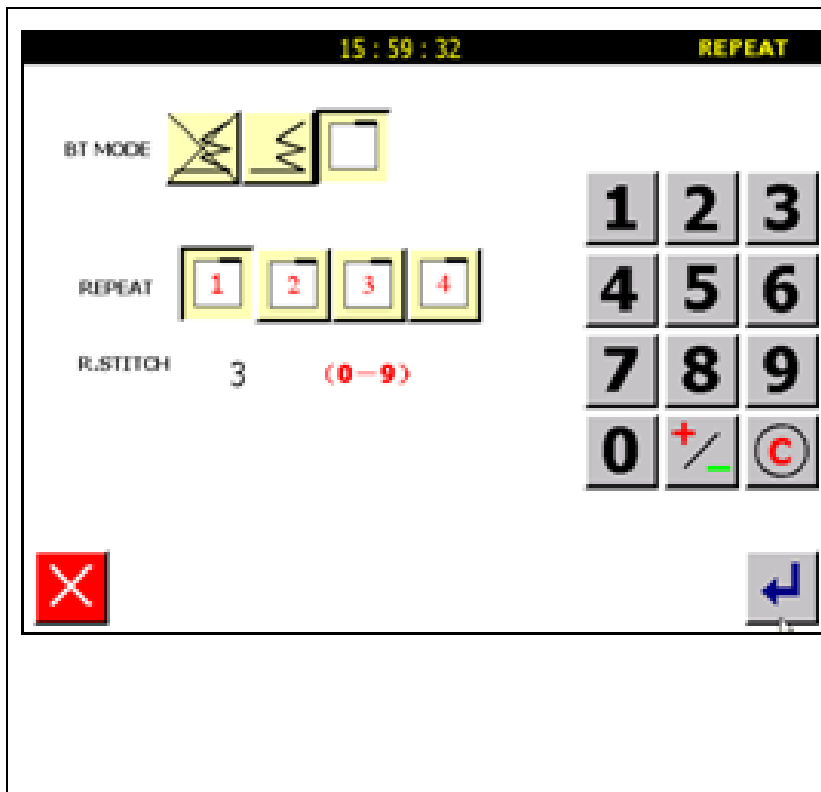 15 : 59 : 32 REPEAT
BT MODE
REPEAT 1 2 3 4
R.STITCH 3 (0—9)
1 2 3
4 5 6
7 8 9
0 +/− C